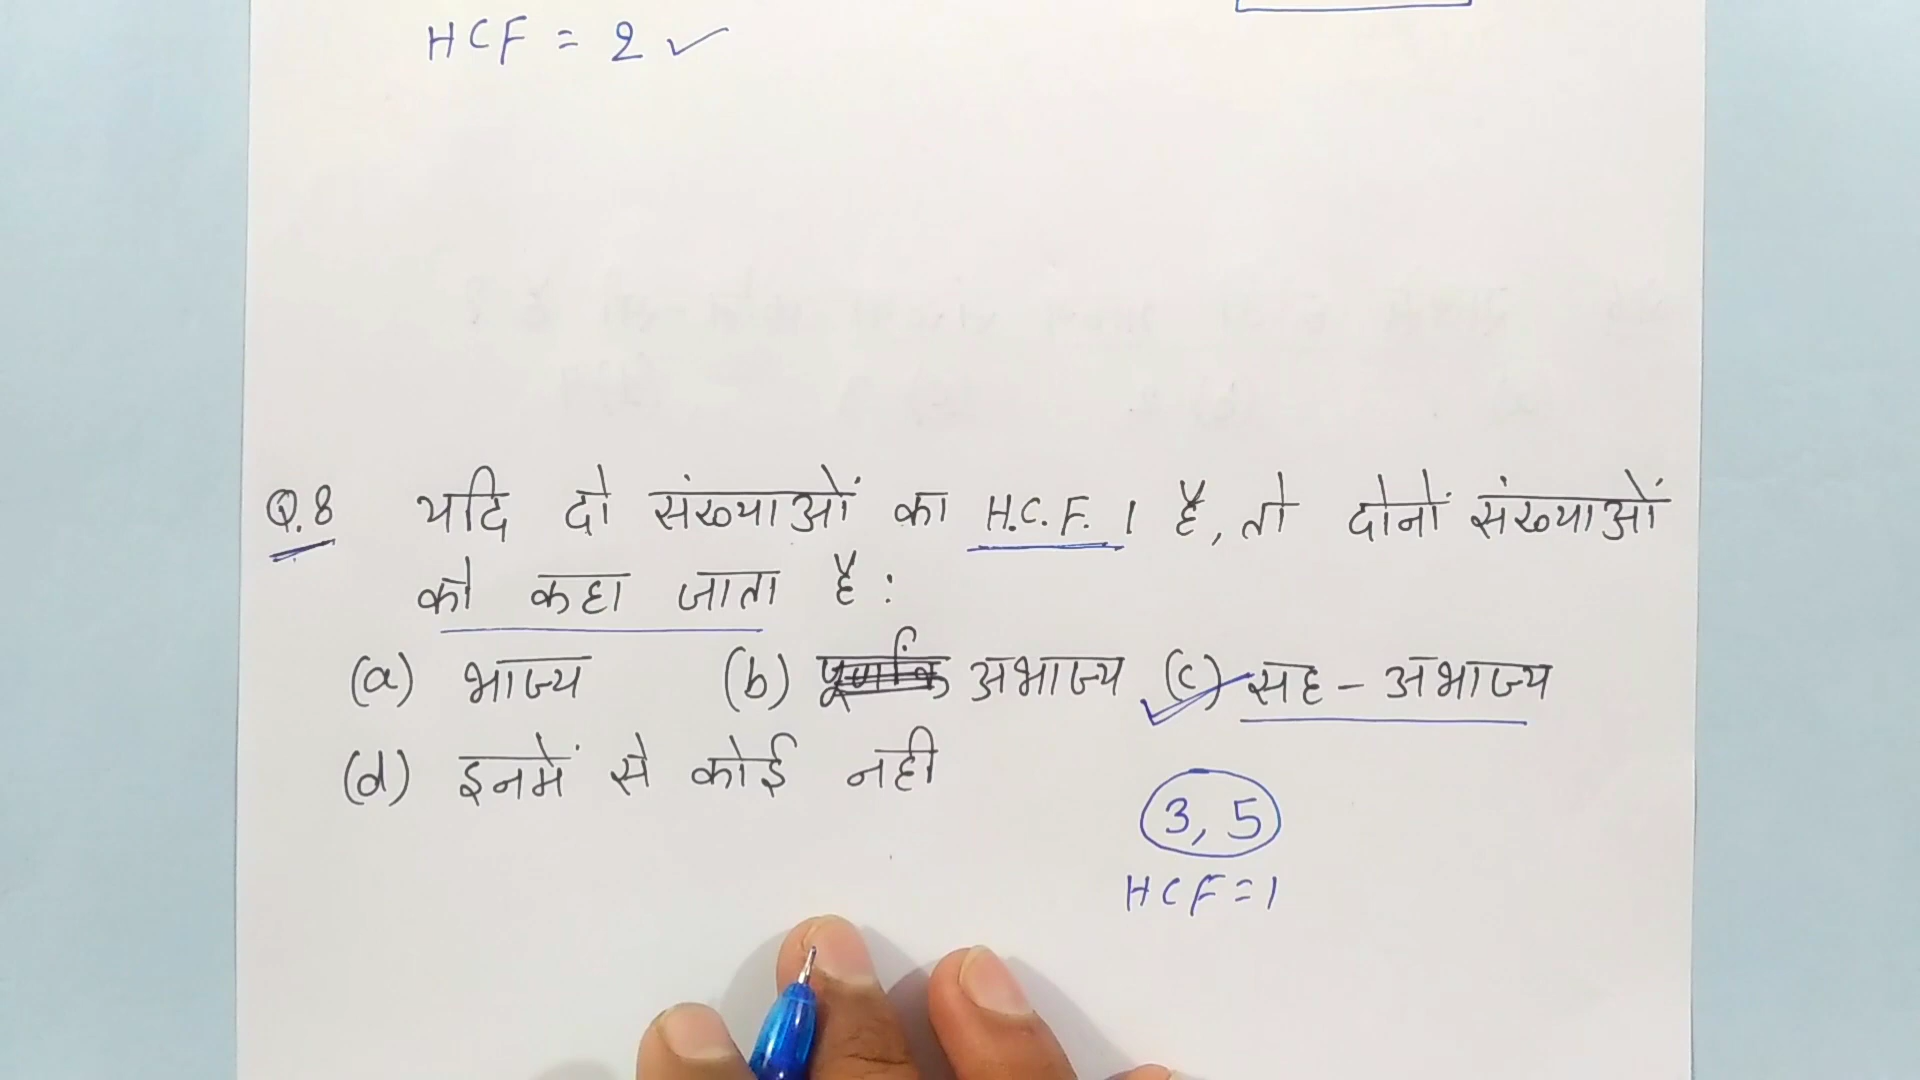 HCF = 2 ✓
Q.8 यदि दो संख्याओं का H.C.F. 1 है, तो दोनों संख्याओं
को कहा जाता है :
(a) भाज्य (b) पूर्णांक अभाज्य (c) सह - अभाज्य
(d) इनमें से कोई नही
3, 5
HCF = 1